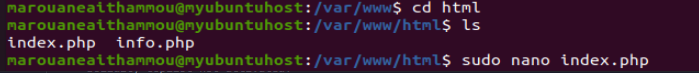 marouaneaithammou@myubuntuhost:/var/www$ cd html
marouaneaithammou@myubuntuhost:/var/www/html$ ls
index.php  info.php
marouaneaithammou@myubuntuhost:/var/www/html$ sudo nano index.php